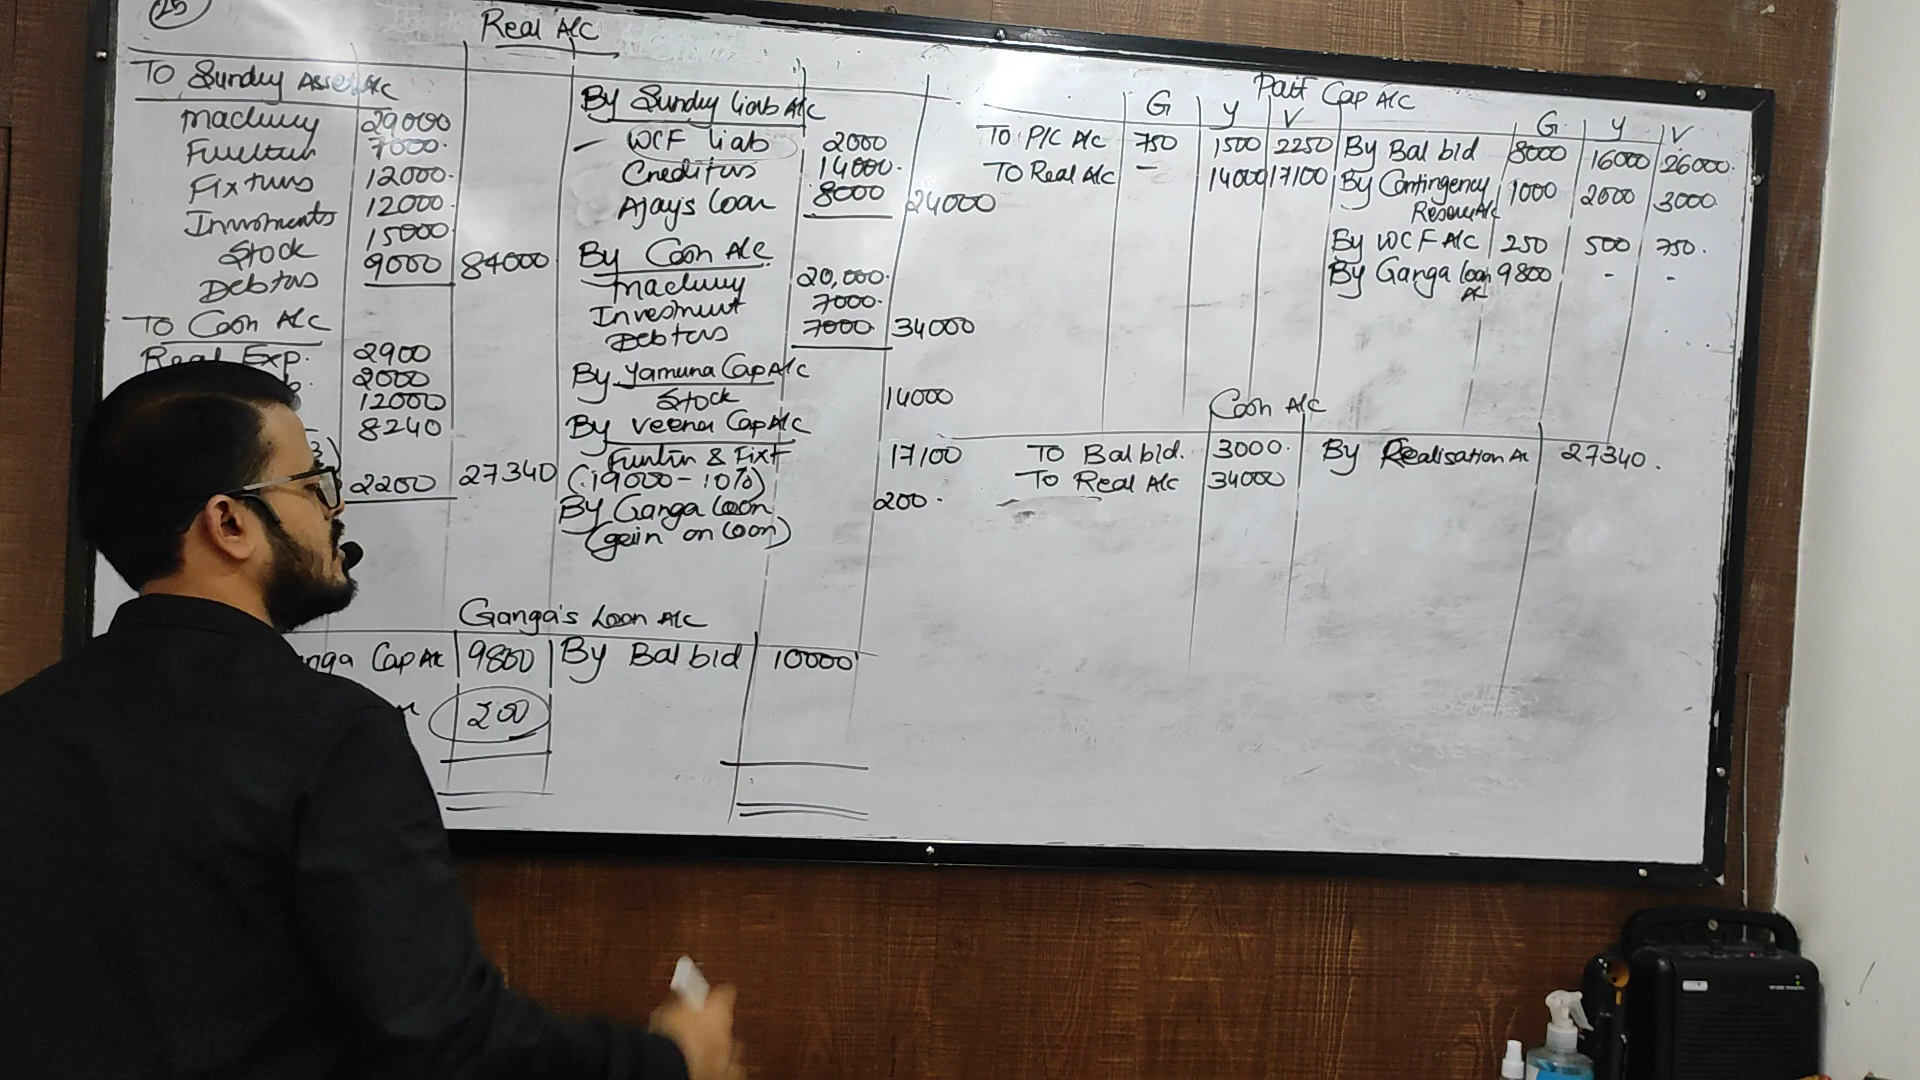 25
Real A/c
To Sundry Assets A/c
Machinery 29000
Furniture 7000
Fixtures 12000
Investments 12000
Stock 15000
Debtors 9000 84000
To Cash A/c
Real Exp. 2900
2000
12000
8240
2200 27340
By Sundry Liab A/c
- WCF Liab 2000
Creditors 14000
Ajay's Loan 8000 24000
By Cash A/c
Machinery 20,000
Investment 7000
Debtors 7000 34000
By Yamuna Cap A/c
Stock 14000
By Veena Cap A/c
Furn & Fixt 17100
(19000 - 10%)
By Ganga Loan 200
(gain on loan)
Ganga's Loan A/c
Cap A/c 9800 By Bal b/d 10000
200
Part Cap A/c
G Y V G Y V
To P/L A/c 750 1500 2250 By Bal b/d 8000 16000 26000
To Real A/c - 14000 17100 By Contingency 1000 2000 3000
Reserve A/c
By WCF A/c 250 500 750
By Ganga Loan 9800 - -
A/c
Cash A/c
To Bal b/d. 3000 By Realisation A/c 27340
To Real A/c 34000